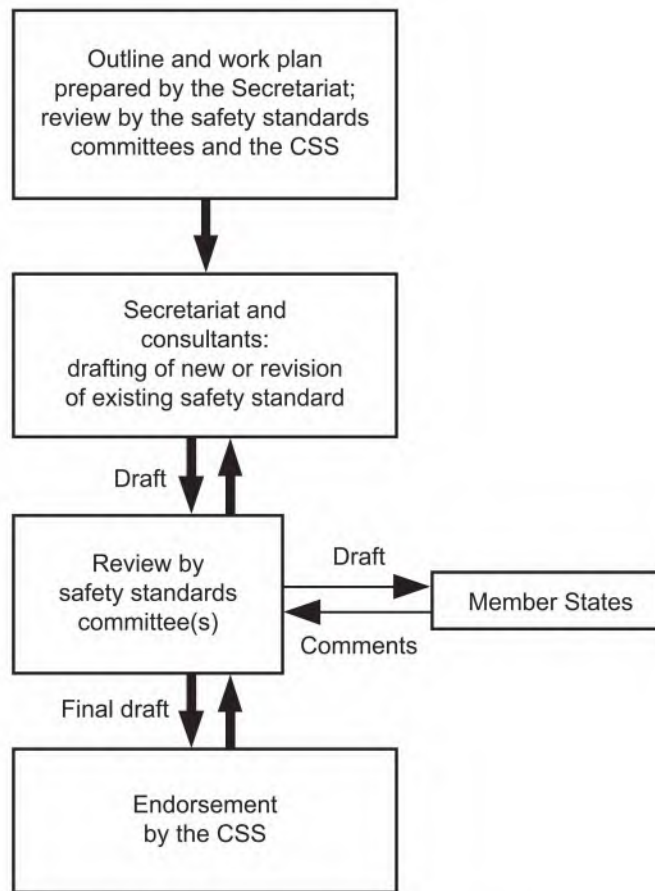 Outline and work plan
prepared by the Secretariat;
review by the safety standards
committees and the CSS
Secretariat and
consultants:
drafting of new or revision
of existing safety standard
Draft
Review by
safety standards
committee(s)
Draft
Member States
Comments
Final draft
Endorsement
by the CSS